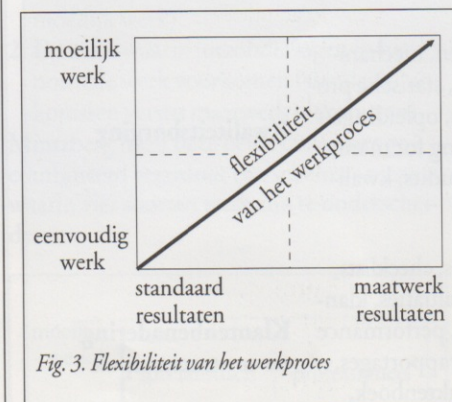 moeilijk
werk
flexibiliteit
van het werkproces
eenvoudig
werk
standaard
resultaten
maatwerk
resultaten
Fig. 3. Flexibiliteit van het werkproces